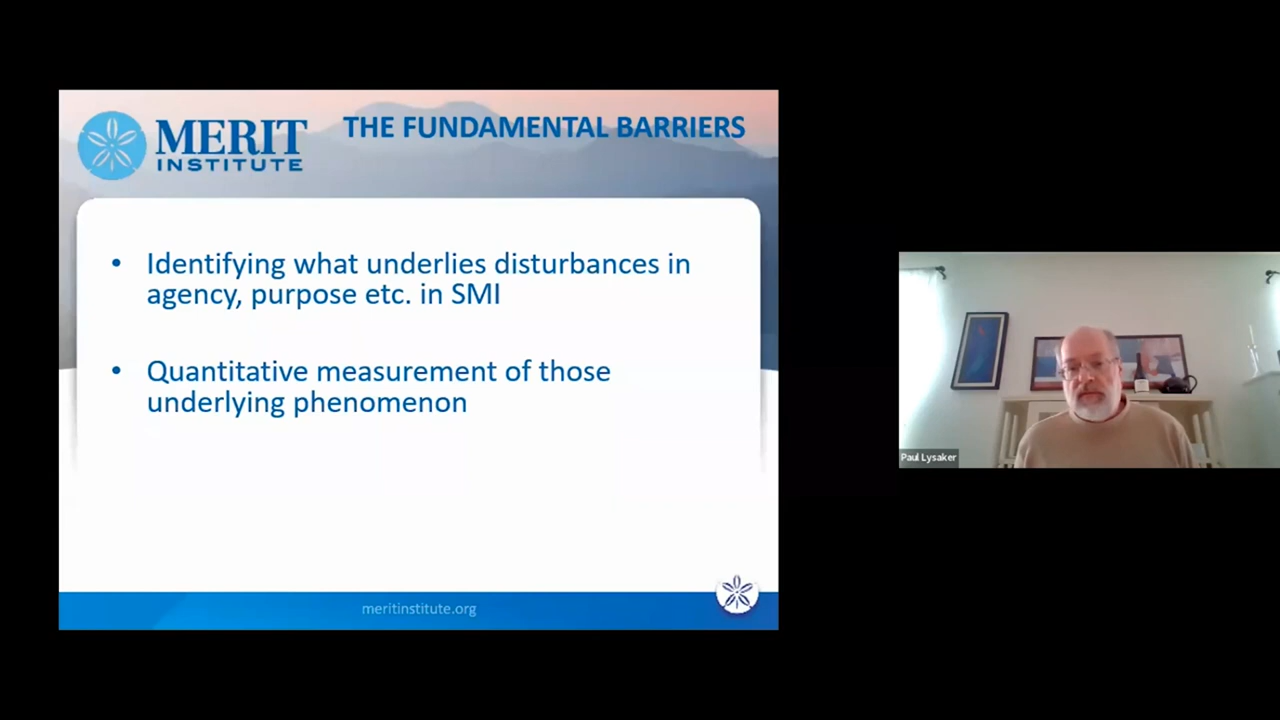 MERIT
INSTITUTE
THE FUNDAMENTAL BARRIERS
• Identifying what underlies disturbances in
agency, purpose etc. in SMI
• Quantitative measurement of those
underlying phenomenon
meritinstitute.org
Paul Lysaker